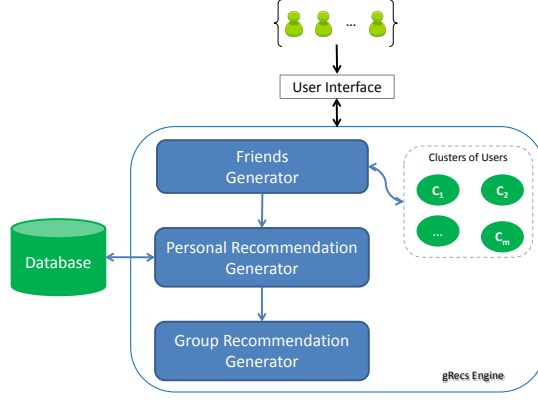 ...
User Interface
Friends
Generator
Clusters of Users
C1
C2
...
Cm
Database
Personal Recommendation
Generator
Group Recommendation
Generator
gRecs Engine